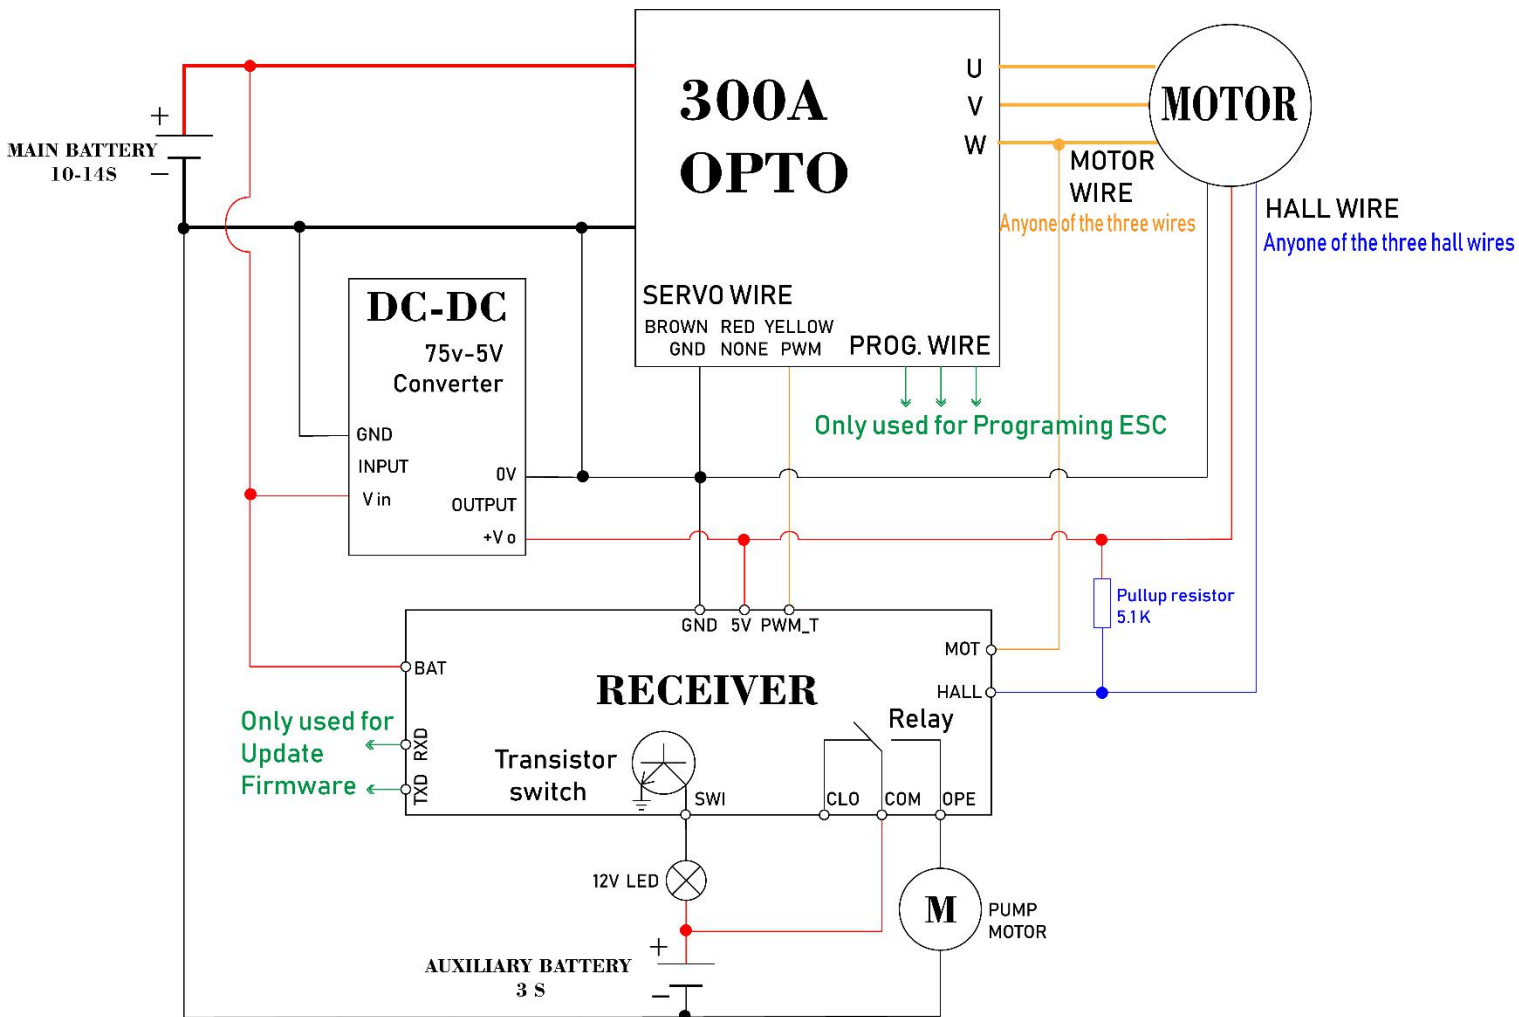 300A
OPTO
U
V
W
MOTOR
MOTOR
WIRE
Anyone of the three wires
HALL WIRE
Anyone of the three hall wires
+
MAIN BATTERY
10-14S
−
SERVO WIRE
BROWN RED YELLOW
GND NONE PWM
PROG. WIRE
Only used for Programing ESC
DC-DC
75v-5V
Converter
GND
INPUT
V in
0V
OUTPUT
+V o
Pullup resistor
5.1 K
GND 5V PWM_T
BAT
MOT
HALL
RECEIVER
Relay
Only used for
Update
Firmware
RXD
TXD
Transistor
switch
SWI
CLO
COM
OPE
12V LED
M
PUMP
MOTOR
+
AUXILIARY BATTERY
3 S
−